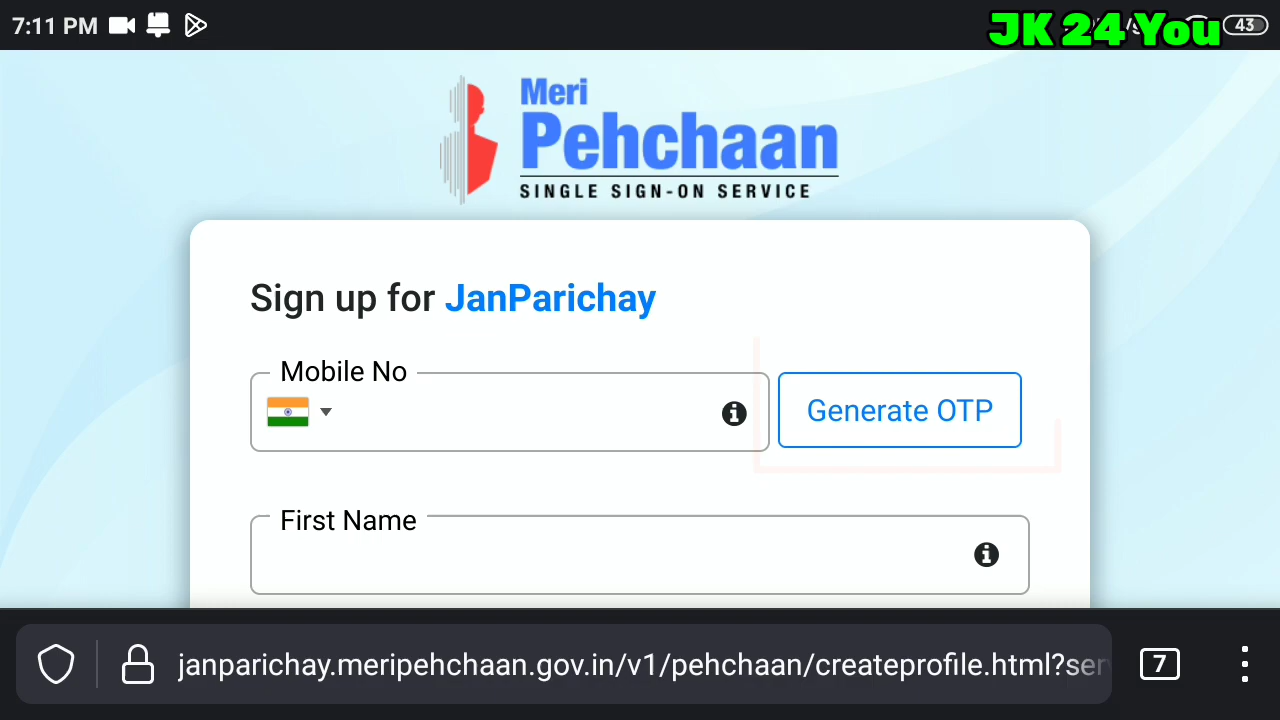 7:11 PM
JK 24 You
43
Meri
Pehchaan
SINGLE SIGN-ON SERVICE
Sign up for JanParichay
Mobile No
Generate OTP
First Name
janparichay.meripehchaan.gov.in/v1/pehchaan/createprofile.html?ser
7